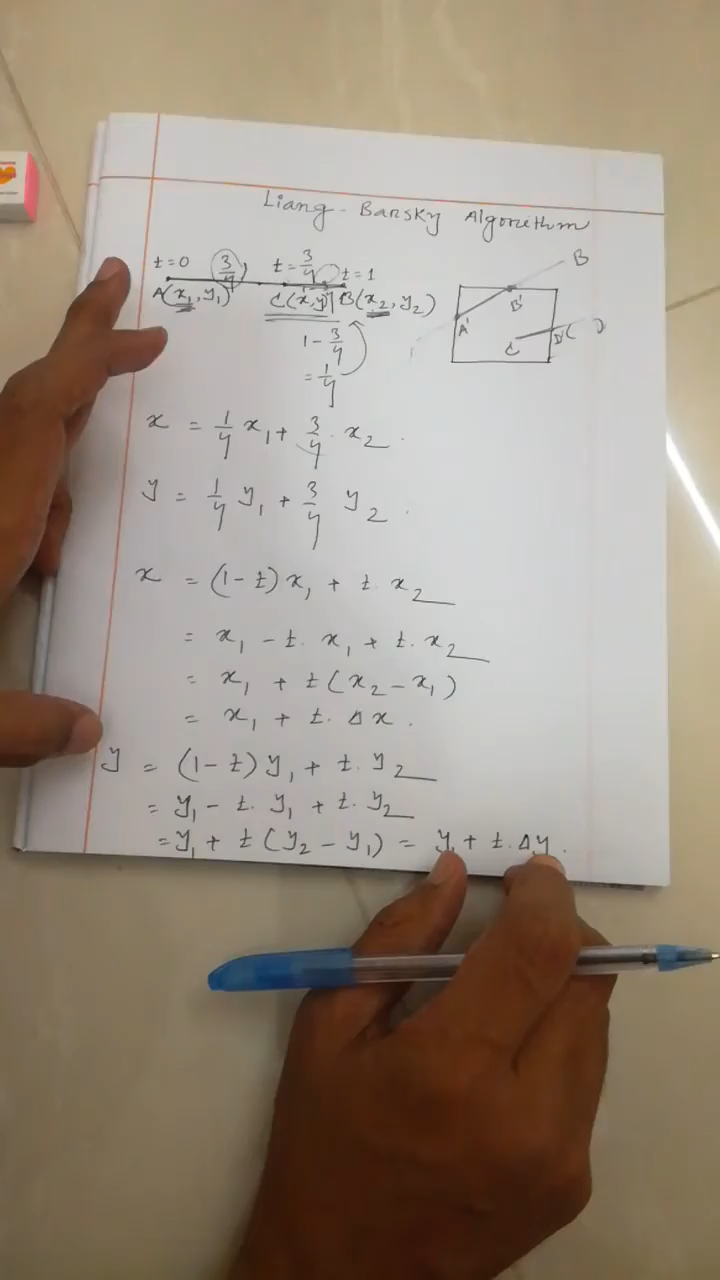 Liang - Barsky Algorithm
t=0 3/4 t=3/4 t=1
A(x₁, y₁) C(x, y) B(x₂, y₂)
1 - 3/4
= 1/4
B
A' B'
C D' D
x = 1/4 x₁ + 3/4 . x₂ .
y = 1/4 y₁ + 3/4 y₂ .
x = (1 - t) x₁ + t. x₂
= x₁ - t. x₁ + t. x₂
= x₁ + t(x₂ - x₁)
= x₁ + t. Δx .
y = (1 - t) y₁ + t. y₂
= y₁ - t. y₁ + t. y₂
= y₁ + t (y₂ - y₁) = y₁ + t. Δy .